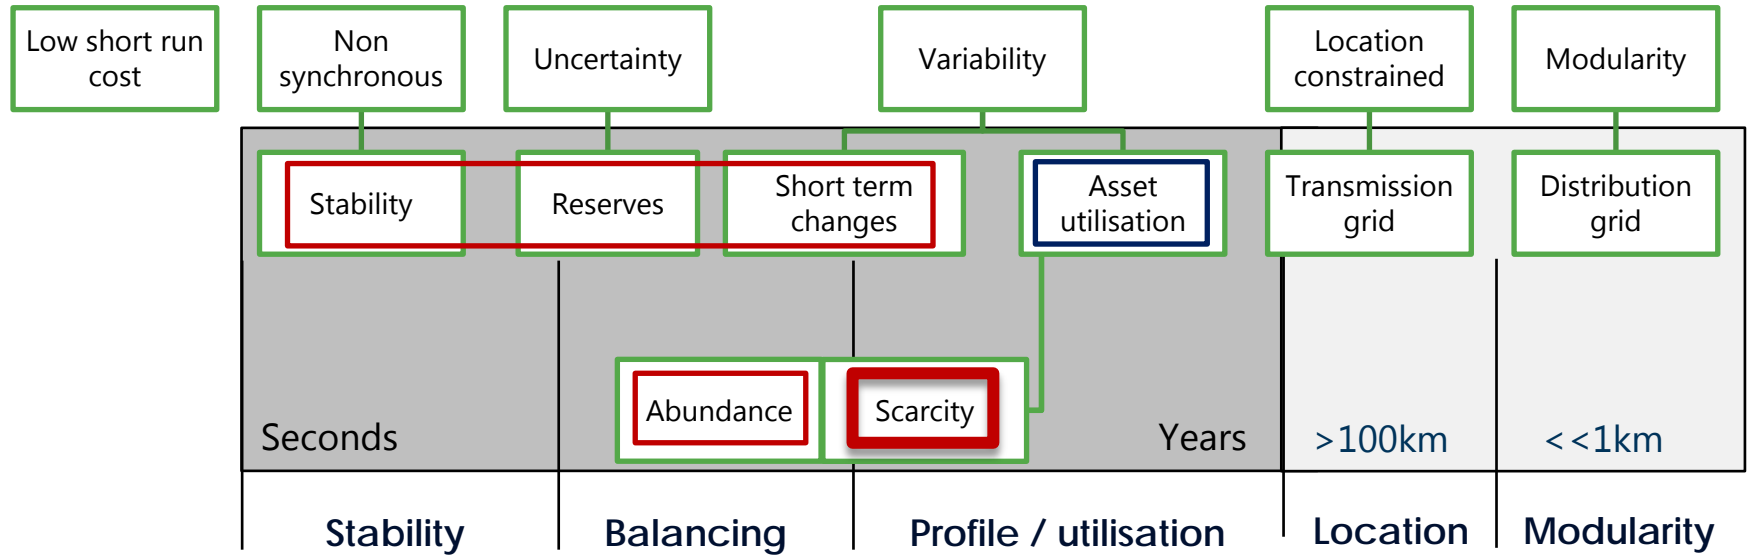 Low short run
cost
Non
synchronous
Uncertainty
Variability
Location
constrained
Modularity
Stability
Reserves
Short term
changes
Asset
utilisation
Transmission
grid
Distribution
grid
Abundance
Scarcity
Seconds
Years
>100km
<<1km
Stability
Balancing
Profile / utilisation
Location
Modularity